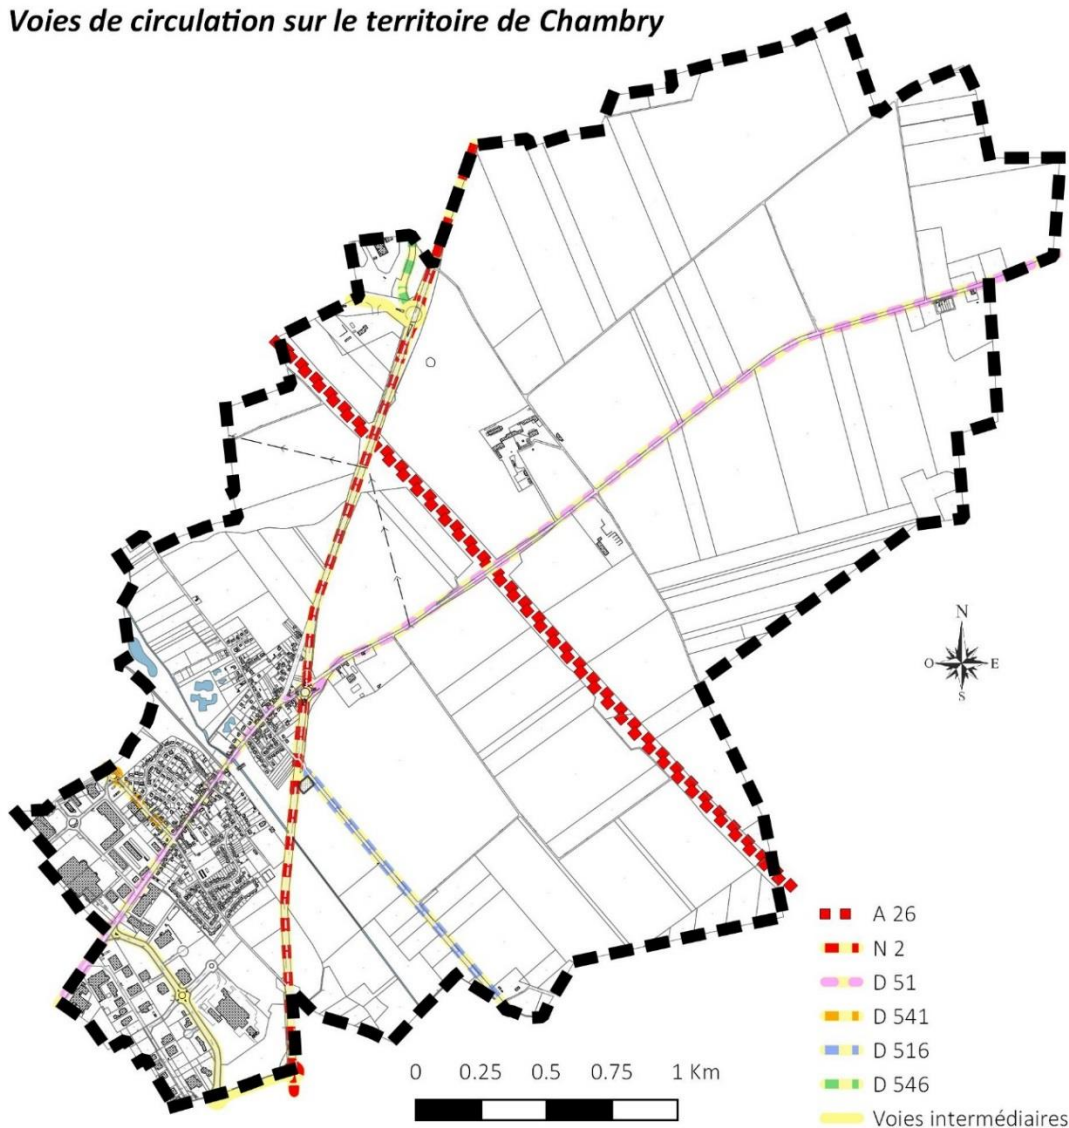 Voies de circulation sur le territoire de Chambry
N
O E
S
A 26
N 2
D 51
D 541
D 516
D 546
Voies intermédiaires
0 0.25 0.5 0.75 1 Km